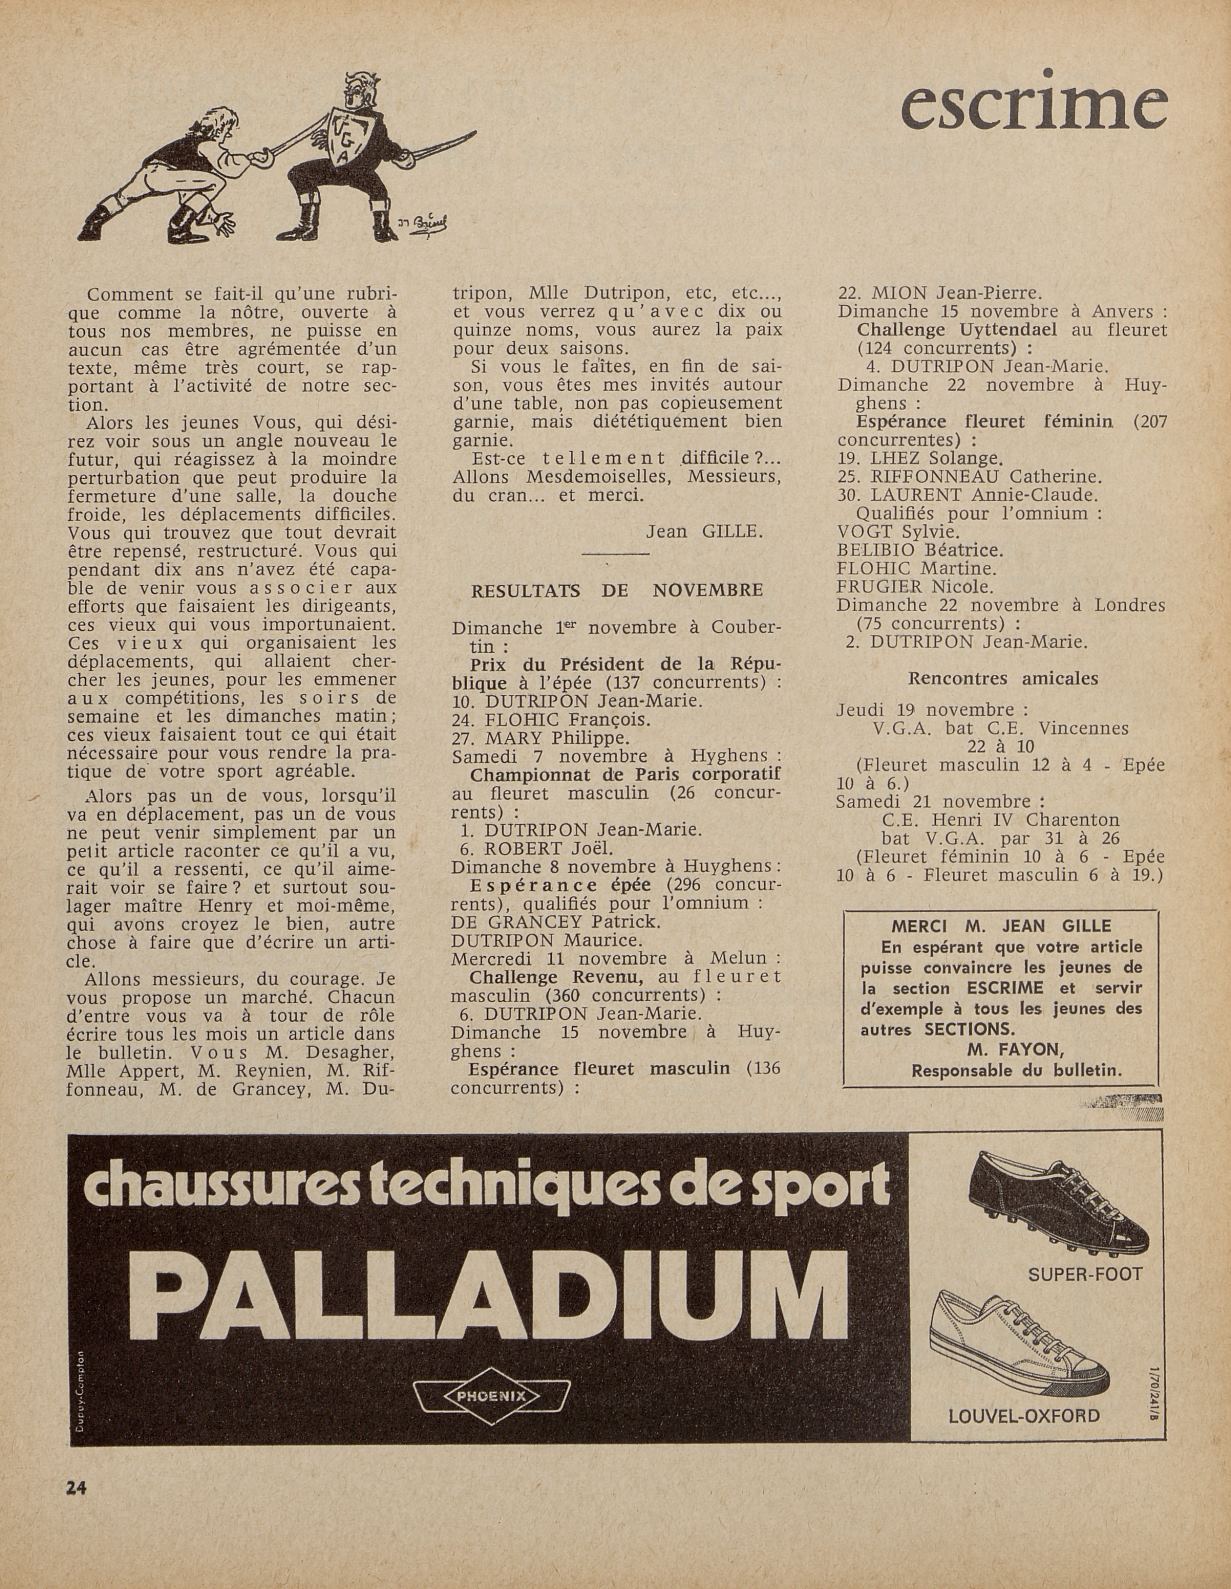 escrime
VGA
Comment se fait-il qu'une rubri-
que comme la nôtre, ouverte à
tous nos membres, ne puisse en
aucun cas être agrémentée d'un
texte, même très court, se rap-
portant à l'activité de notre sec-
tion.
Alors les jeunes Vous, qui dési-
rez voir sous un angle nouveau le
futur, qui réagissez à la moindre
perturbation que peut produire la
fermeture d'une salle, la douche
froide, les déplacements difficiles.
Vous qui trouvez que tout devrait
être repensé, restructuré. Vous qui
pendant dix ans n'avez été capa-
ble de venir vous associer aux
efforts que faisaient les dirigeants,
ces vieux qui vous importunaient.
Ces vieux qui organisaient les
déplacements, qui allaient cher-
cher les jeunes, pour les emmener
aux compétitions, les soirs de
semaine et les dimanches matin;
ces vieux faisaient tout ce qui était
nécessaire pour vous rendre la pra-
tique de votre sport agréable.
Alors pas un de vous, lorsqu'il
va en déplacement, pas un de vous
ne peut venir simplement par un
petit article raconter ce qu'il a vu,
ce qu'il a ressenti, ce qu'il aime-
rait voir se faire? et surtout sou-
lager maître Henry et moi-même,
qui avons croyez le bien, autre
chose à faire que d'écrire un arti-
cle.
Allons messieurs, du courage. Je
vous propose un marché. Chacun
d'entre vous va à tour de rôle
écrire tous les mois un article dans
le bulletin. Vous M. Desagher,
Mlle Appert, M. Reynien, M. Rif-
fonneau, M. de Grancey, M. Du-
tripon, Mlle Dutripon, etc, etc...,
et vous verrez qu'avec dix ou
quinze noms, vous aurez la paix
pour deux saisons.
Si vous le faîtes, en fin de sai-
son, vous êtes mes invités autour
d'une table, non pas copieusement
garnie, mais diététiquement bien
garnie.
Est-ce tellement difficile?...
Allons Mesdemoiselles, Messieurs,
du cran... et merci.
Jean GILLE.
RESULTATS DE NOVEMBRE
Dimanche 1er novembre à Couber-
tin :
Prix du Président de la Répu-
blique à l'épée (137 concurrents) :
10. DUTRIPON Jean-Marie.
24. FLOHIC François.
27. MARY Philippe.
Samedi 7 novembre à Hyghens :
Championnat de Paris corporatif
au fleuret masculin (26 concur-
rents) :
1. DUTRIPON Jean-Marie.
6. ROBERT Joël.
Dimanche 8 novembre à Huyghens :
Espérance épée (296 concur-
rents), qualifiés pour l'omnium :
DE GRANCEY Patrick.
DUTRIPON Maurice.
Mercredi 11 novembre à Melun :
Challenge Revenu, au fleuret
masculin (360 concurrents) :
6. DUTRIPON Jean-Marie.
Dimanche 15 novembre à Huy-
ghens :
Espérance fleuret masculin (136
concurrents) :
22. MION Jean-Pierre.
Dimanche 15 novembre à Anvers :
Challenge Uyttendael au fleuret
(124 concurrents) :
4. DUTRIPON Jean-Marie.
Dimanche 22 novembre à Huy-
ghens :
Espérance fleuret féminin (207
concurrentes) :
19. LHEZ Solange.
25. RIFFONNEAU Catherine.
30. LAURENT Annie-Claude.
Qualifiés pour l'omnium :
VOGT Sylvie.
BELIBIO Béatrice.
FLOHIC Martine.
FRUGIER Nicole.
Dimanche 22 novembre à Londres
(75 concurrents) :
2. DUTRIPON Jean-Marie.
Rencontres amicales
Jeudi 19 novembre :
V.G.A. bat C.E. Vincennes
22 à 10
(Fleuret masculin 12 à 4 - Epée
10 à 6.)
Samedi 21 novembre :
C.E. Henri IV Charenton
bat V.G.A. par 31 à 26
(Fleuret féminin 10 à 6 - Epée
10 à 6 - Fleuret masculin 6 à 19.)
MERCI M. JEAN GILLE
En espérant que votre article
puisse convaincre les jeunes de
la section ESCRIME et servir
d'exemple à tous les jeunes des
autres SECTIONS.
M. FAYON,
Responsable du bulletin.
chaussures techniques de sport
PALLADIUM
PHOENIX
Dupuy-Compton
SUPER-FOOT
LOUVEL-OXFORD
1/70/241/B
24